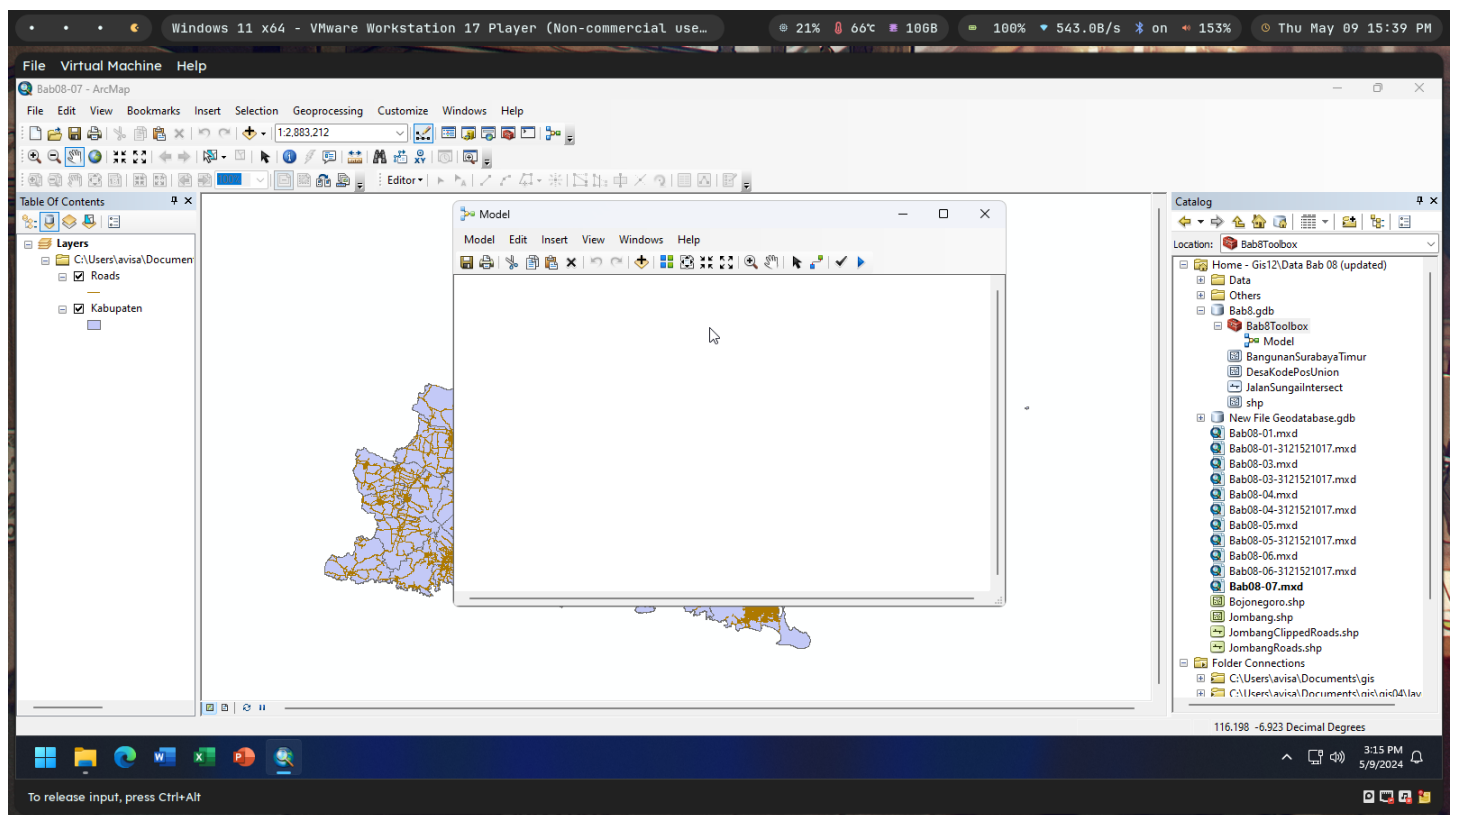 Windows 11 x64 - VMware Workstation 17 Player (Non-commercial use…
21% 66℃ 10GB
100% 543.0B/s on 153%
Thu May 09 15:39 PM
File Virtual Machine Help
Bab08-07 - ArcMap
File Edit View Bookmarks Insert Selection Geoprocessing Customize Windows Help
1:2,883,212
Editor
Table Of Contents
Layers
C:\Users\avisa\Documen
Roads
Kabupaten
Model
Model Edit Insert View Windows Help
Catalog
Location: Bab8Toolbox
Home - Gis12\Data Bab 08 (updated)
Data
Others
Bab8.gdb
Bab8Toolbox
Model
BangunanSurabayaTimur
DesaKodePosUnion
JalanSungaiIntersect
shp
New File Geodatabase.gdb
Bab08-01.mxd
Bab08-01-3121521017.mxd
Bab08-03.mxd
Bab08-03-3121521017.mxd
Bab08-04.mxd
Bab08-04-3121521017.mxd
Bab08-05.mxd
Bab08-05-3121521017.mxd
Bab08-06.mxd
Bab08-06-3121521017.mxd
Bab08-07.mxd
Bojonegoro.shp
Jombang.shp
JombangClippedRoads.shp
JombangRoads.shp
Folder Connections
C:\Users\avisa\Documents\gis
C:\Users\avisa\Documents\gis\gis04\lay
116.198 -6.923 Decimal Degrees
3:15 PM
5/9/2024
To release input, press Ctrl+Alt